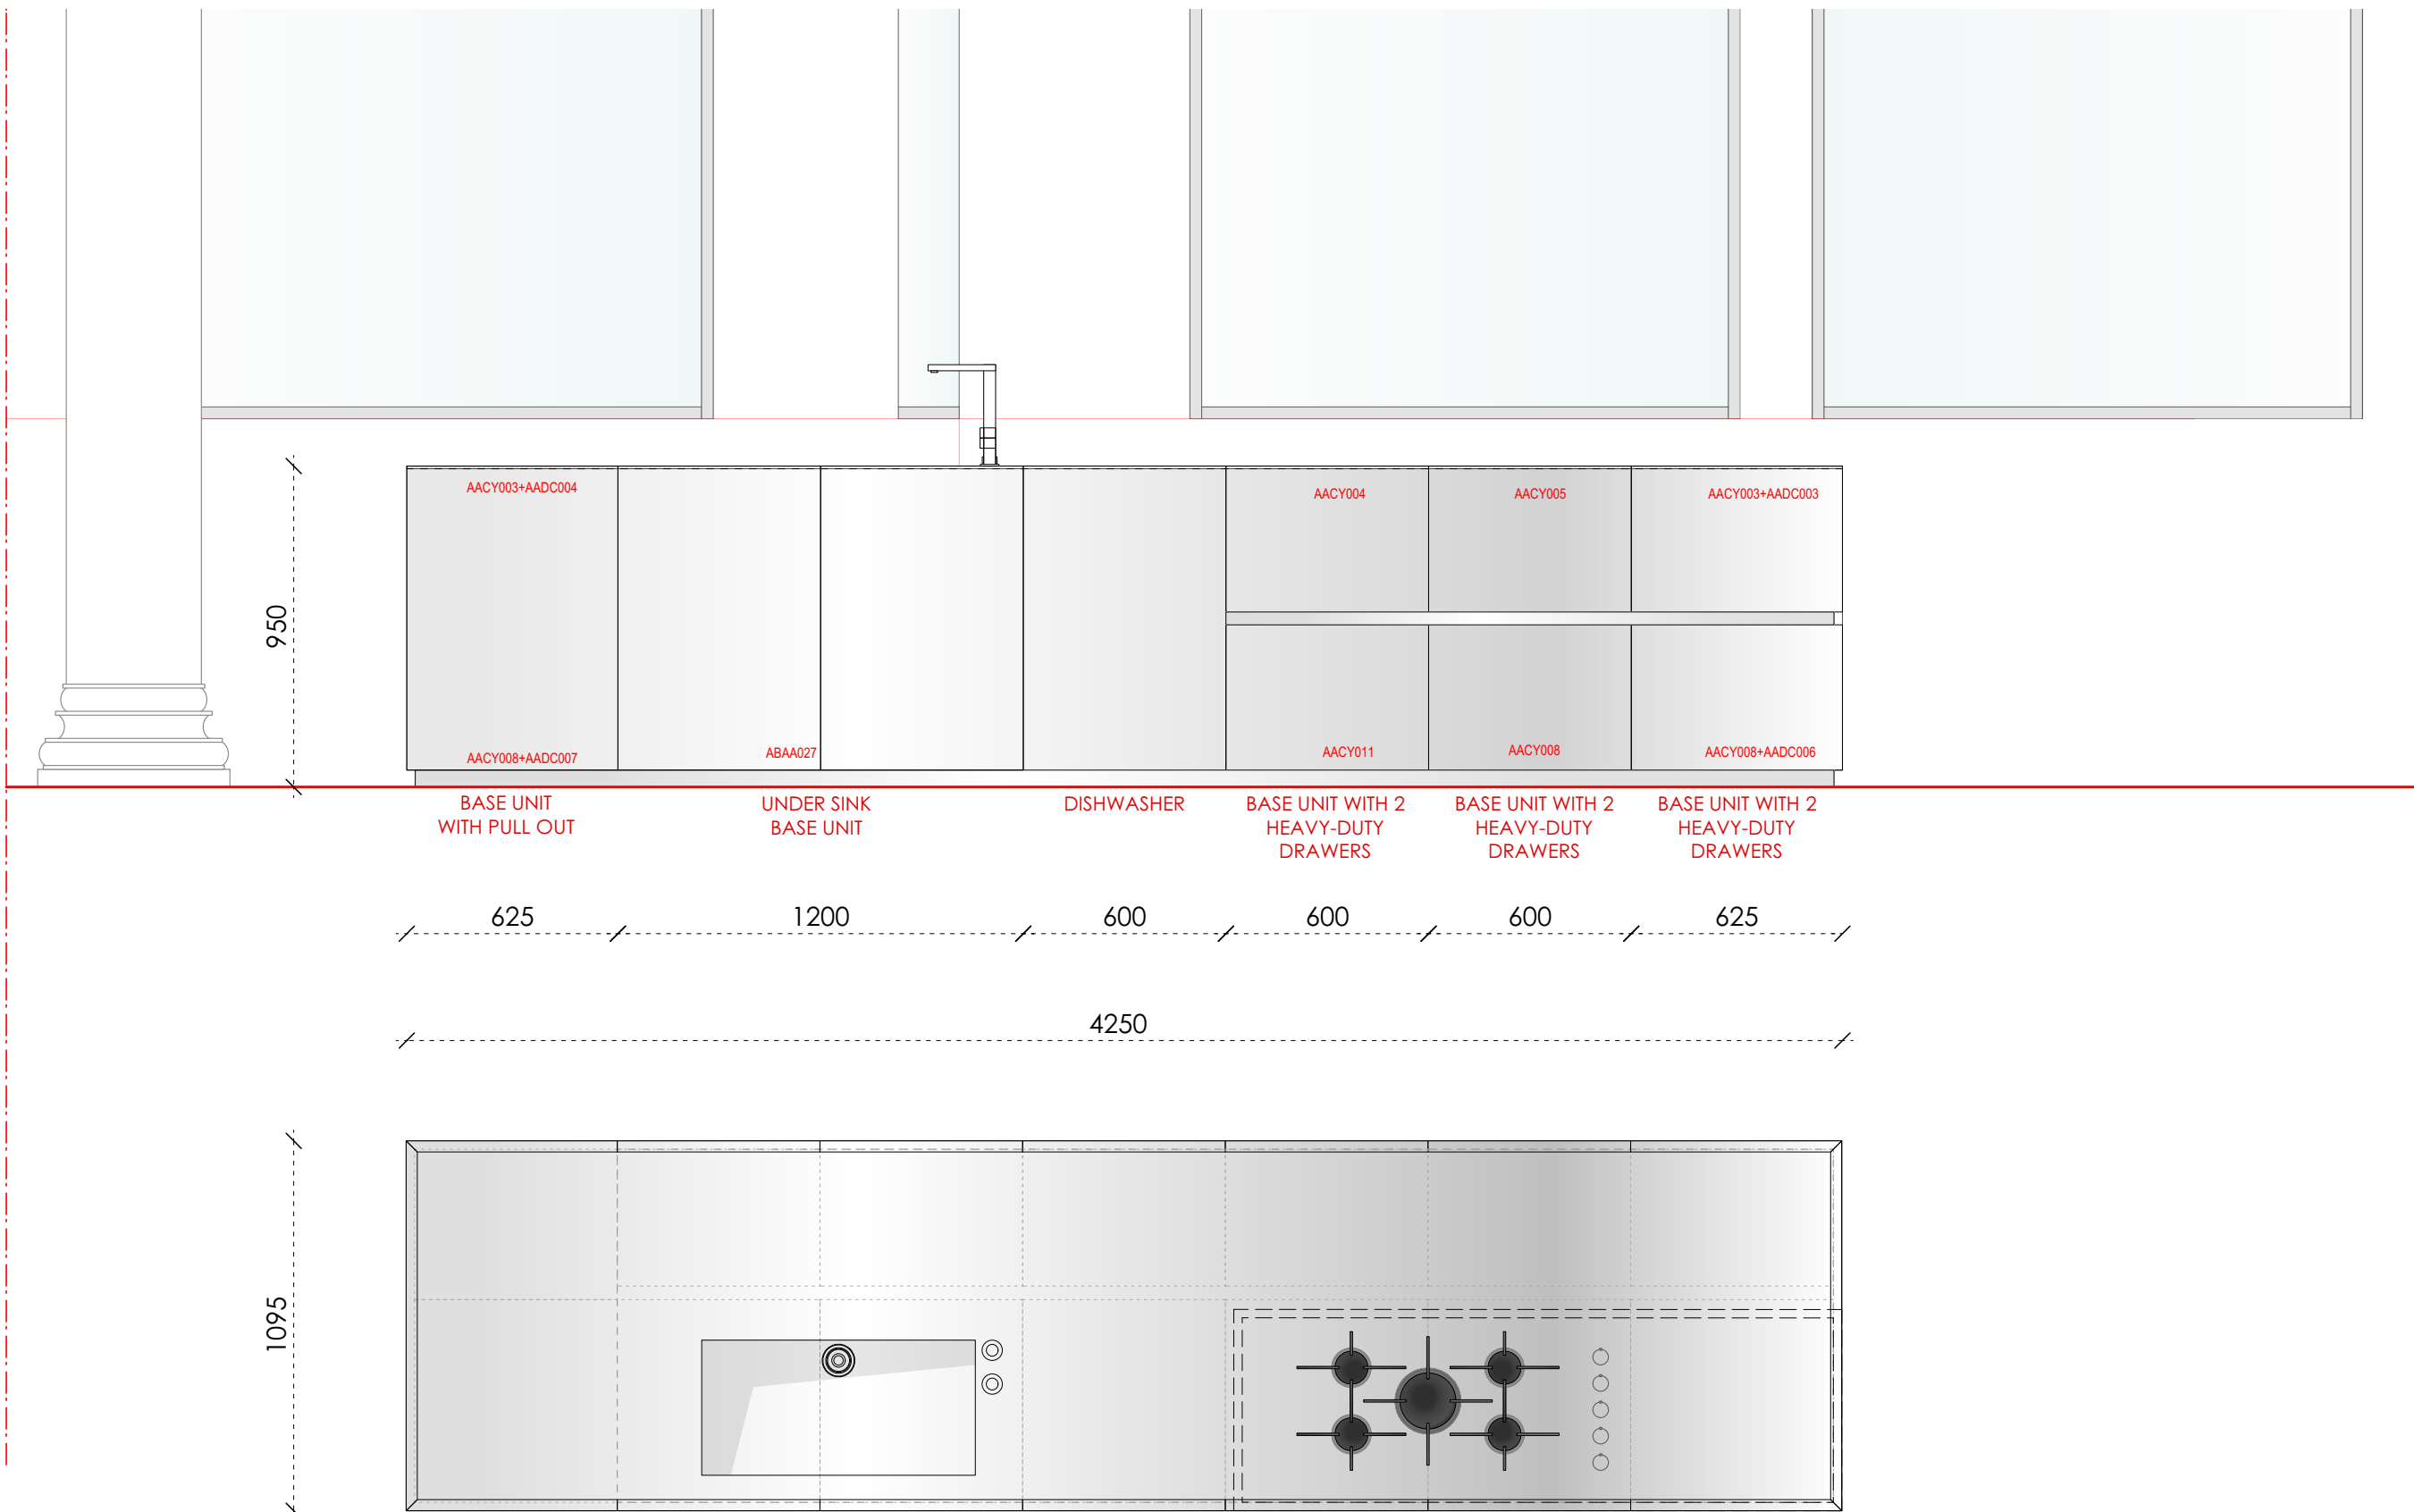 AACY003+AADC004
AACY004
AACY005
AACY003+AADC003
950
AACY008+AADC007
ABAA027
AACY011
AACY008
AACY008+AADC006
BASE UNIT
WITH PULL OUT
UNDER SINK
BASE UNIT
DISHWASHER
BASE UNIT WITH 2
HEAVY-DUTY
DRAWERS
BASE UNIT WITH 2
HEAVY-DUTY
DRAWERS
BASE UNIT WITH 2
HEAVY-DUTY
DRAWERS
625
1200
600
600
600
625
4250
1095